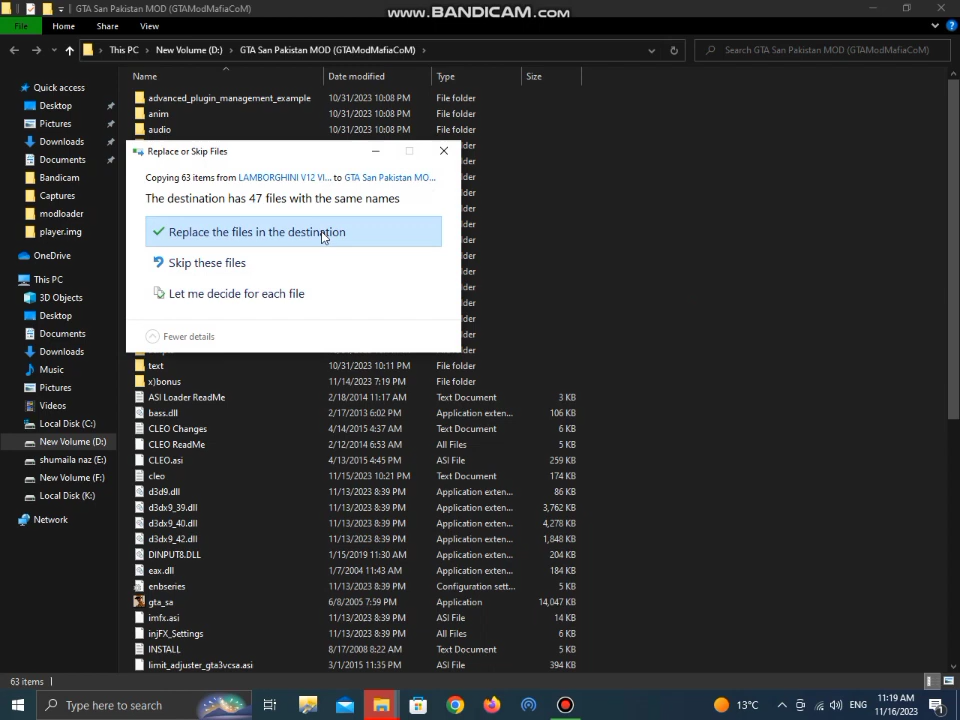 GTA San Pakistan MOD (GTAModMafiaCoM)
www.BANDICAM.com
File Home Share View
This PC New Volume (D:) GTA San Pakistan MOD (GTAModMafiaCoM)
Search GTA San Pakistan MOD (GTAModMafiaCoM)
Name Date modified Type Size
Quick access
Desktop
Pictures
Downloads
Documents
Bandicam
Captures
modloader
player.img
OneDrive
This PC
3D Objects
Desktop
Documents
Downloads
Music
Pictures
Videos
Local Disk (C:)
New Volume (D:)
shumaila naz (E:)
New Volume (F:)
Local Disk (K:)
Network
advanced_plugin_management_example 10/31/2023 10:08 PM File folder
anim 10/31/2023 10:08 PM File folder
audio 10/31/2023 10:08 PM File folder
Replace or Skip Files
Copying 63 items from LAMBORGHINI V12 VI... to GTA San Pakistan MO...
The destination has 47 files with the same names
Replace the files in the destination
Skip these files
Let me decide for each file
Fewer details
text 10/31/2023 10:11 PM File folder
x)bonus 11/14/2023 7:19 PM File folder
ASI Loader ReadMe 2/18/2014 11:17 AM Text Document 3 KB
bass.dll 2/17/2013 6:02 PM Application exten... 106 KB
CLEO Changes 4/14/2015 4:37 AM Text Document 6 KB
CLEO ReadMe 2/12/2014 6:53 AM All Files 5 KB
CLEO.asi 4/13/2015 4:45 PM ASI File 259 KB
cleo 11/15/2023 10:21 PM Text Document 174 KB
d3d9.dll 11/13/2023 8:39 PM Application exten... 86 KB
d3dx9_39.dll 11/13/2023 8:39 PM Application exten... 3,762 KB
d3dx9_40.dll 11/13/2023 8:39 PM Application exten... 4,278 KB
d3dx9_42.dll 11/13/2023 8:39 PM Application exten... 1,848 KB
DINPUT8.DLL 1/15/2019 11:30 AM Application exten... 204 KB
eax.dll 1/7/2004 11:43 AM Application exten... 184 KB
enbseries 11/13/2023 8:39 PM Configuration sett... 5 KB
gta_sa 6/8/2005 7:59 PM Application 14,047 KB
imfx.asi 11/13/2023 8:39 PM ASI File 14 KB
injFX_Settings 11/13/2023 8:39 PM All Files 6 KB
INSTALL 8/17/2008 8:22 AM Text Document 5 KB
limit_adjuster_gta3vcsa.asi 3/1/2015 11:35 PM ASI File 394 KB
63 items
Type here to search
13°C
ENG
11:19 AM
11/16/2023